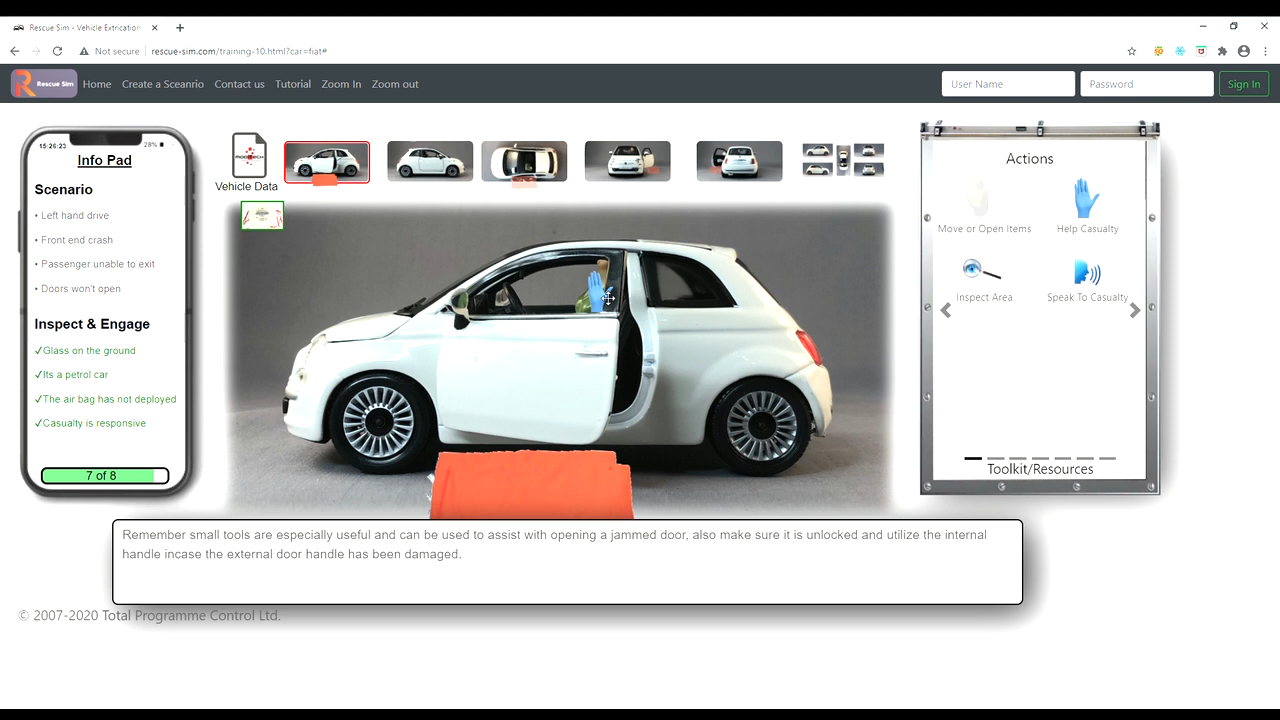 Rescue Sim - Vehicle Extrication
Not secure
rescue-sim.com/training-10.html?car=fiat#
Rescue Sim
Home
Create a Sceanrio
Contact us
Tutorial
Zoom In
Zoom out
User Name
Password
Sign In
15:26:23
28%
Info Pad
Scenario
• Left hand drive
• Front end crash
• Passenger unable to exit
• Doors won't open
Inspect & Engage
✓Glass on the ground
✓Its a petrol car
✓The air bag has not deployed
✓Casualty is responsive
7 of 8
Vehicle Data
Actions
Move or Open Items
Help Casualty
Inspect Area
Speak To Casualty
Toolkit/Resources
Remember small tools are especially useful and can be used to assist with opening a jammed door, also make sure it is unlocked and utilize the internal
handle incase the external door handle has been damaged.
© 2007-2020 Total Programme Control Ltd.